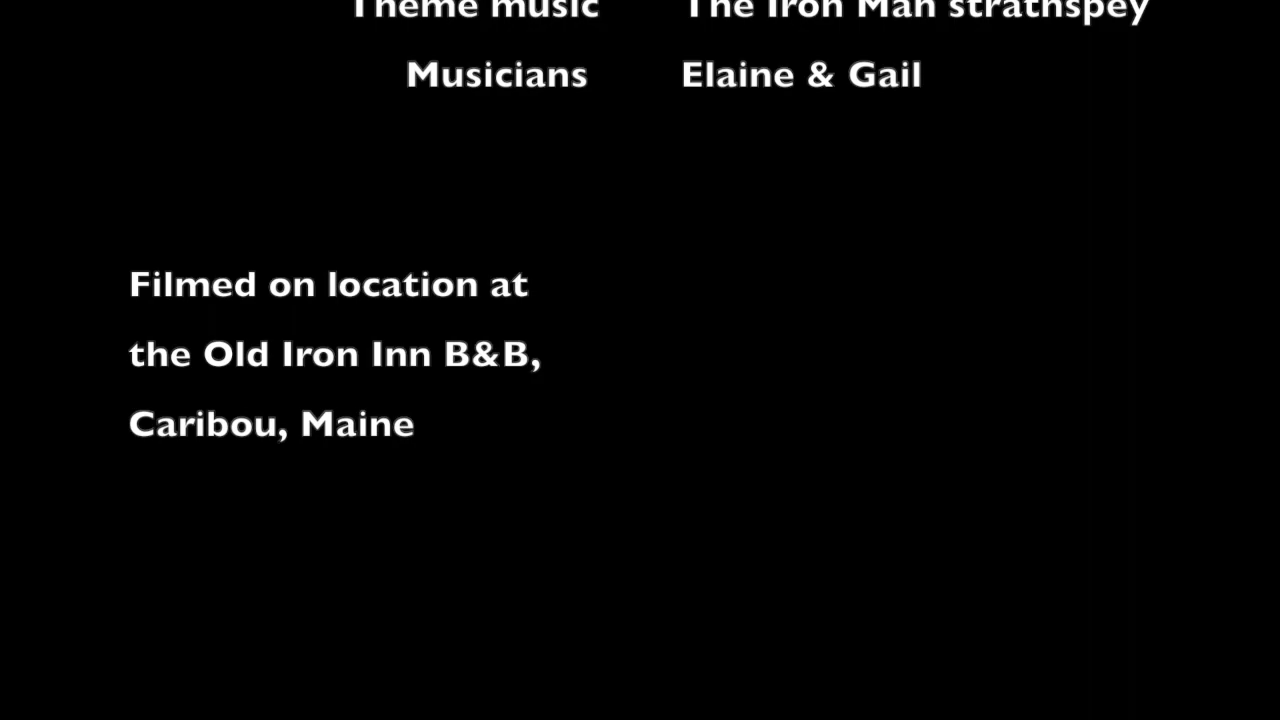 Theme music The Iron Man strathspey
Musicians Elaine & Gail
Filmed on location at
the Old Iron Inn B&B,
Caribou, Maine